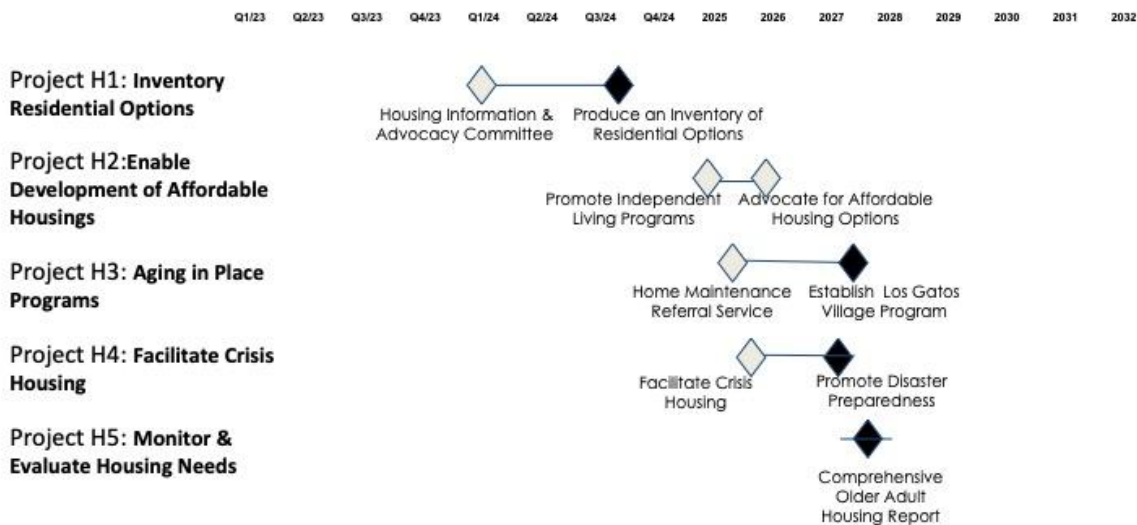 Q1/23 Q2/23 Q3/23 Q4/23 Q1/24 Q2/24 Q3/24 Q4/24 2025 2026 2027 2028 2029 2030 2031 2032
Project H1: Inventory
Residential Options
Housing Information &
Advocacy Committee
Produce an Inventory of
Residential Options
Project H2:Enable
Development of Affordable
Housings
Promote Independent
Living Programs
Advocate for Affordable
Housing Options
Project H3: Aging in Place
Programs
Home Maintenance
Referral Service
Establish Los Gatos
Village Program
Project H4: Facilitate Crisis
Housing
Facilitate Crisis
Housing
Promote Disaster
Preparedness
Project H5: Monitor &
Evaluate Housing Needs
Comprehensive
Older Adult
Housing Report